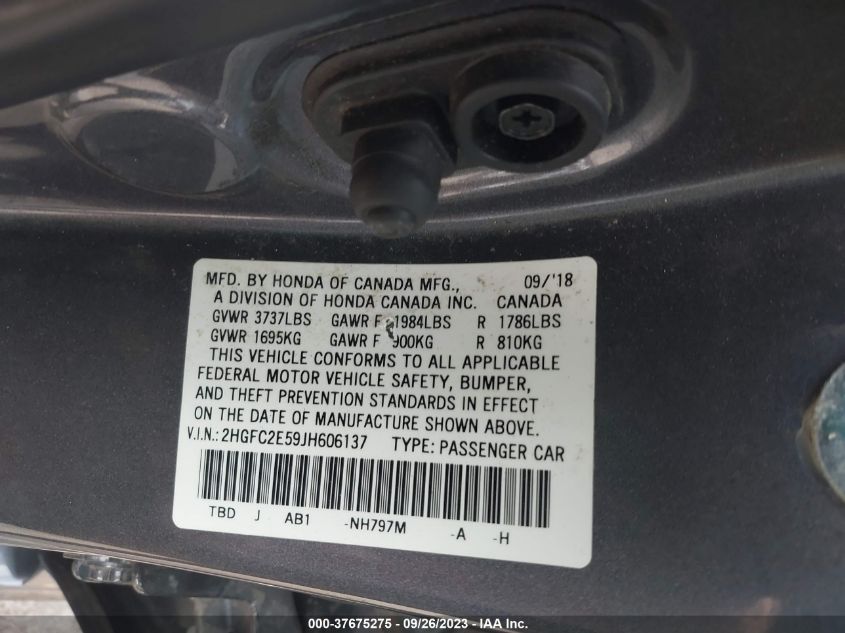 MFD. BY HONDA OF CANADA MFG., 09/'18
A DIVISION OF HONDA CANADA INC. CANADA
GVWR 3737LBS GAWR F 1984LBS R 1786LBS
GVWR 1695KG GAWR F 900KG R 810KG
THIS VEHICLE CONFORMS TO ALL APPLICABLE
FEDERAL MOTOR VEHICLE SAFETY, BUMPER,
AND THEFT PREVENTION STANDARDS IN EFFECT
ON THE DATE OF MANUFACTURE SHOWN ABOVE.
V.I.N.: 2HGFC2E59JH606137 TYPE: PASSENGER CAR
TBD J AB1 -NH797M -A -H
000-37675275 - 09/26/2023 - IAA Inc.